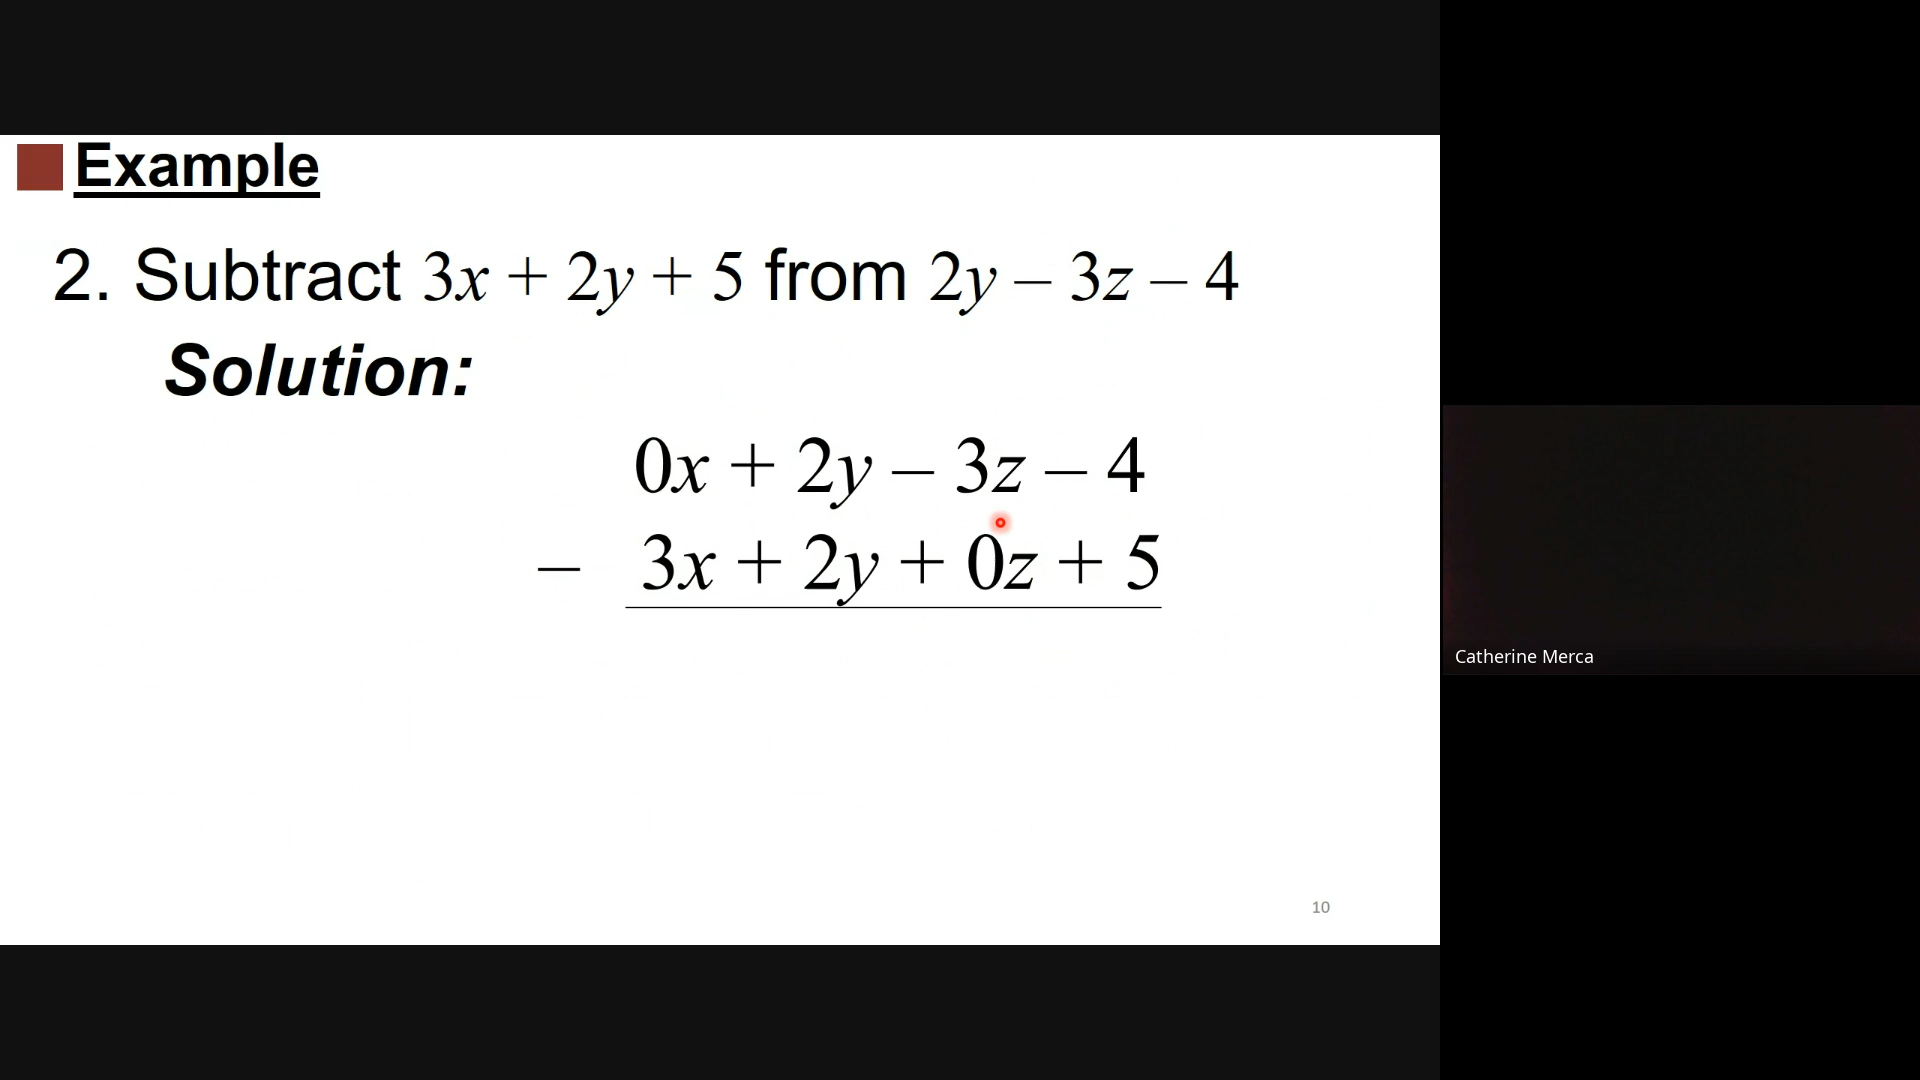 Example
2. Subtract 3x + 2y + 5 from 2y – 3z – 4
Solution:
0x + 2y – 3z – 4
– 3x + 2y + 0z + 5
10
Catherine Merca